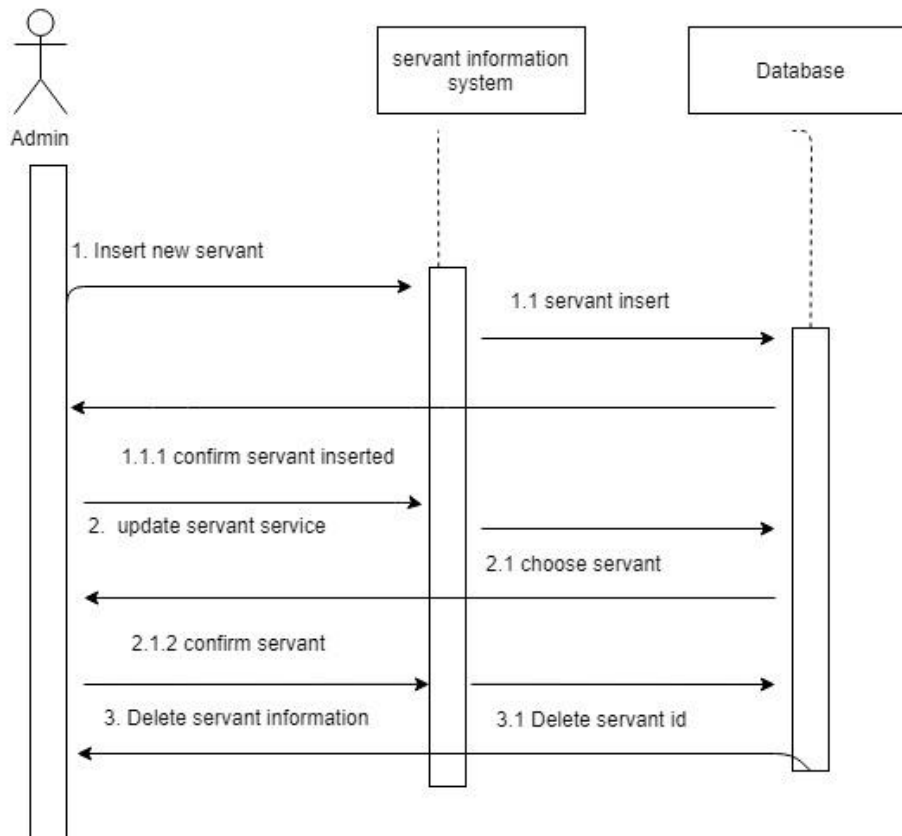 servant information
system
Database
Admin
1. Insert new servant
1.1 servant insert
1.1.1 confirm servant inserted
2. update servant service
2.1 choose servant
2.1.2 confirm servant
3. Delete servant information
3.1 Delete servant id